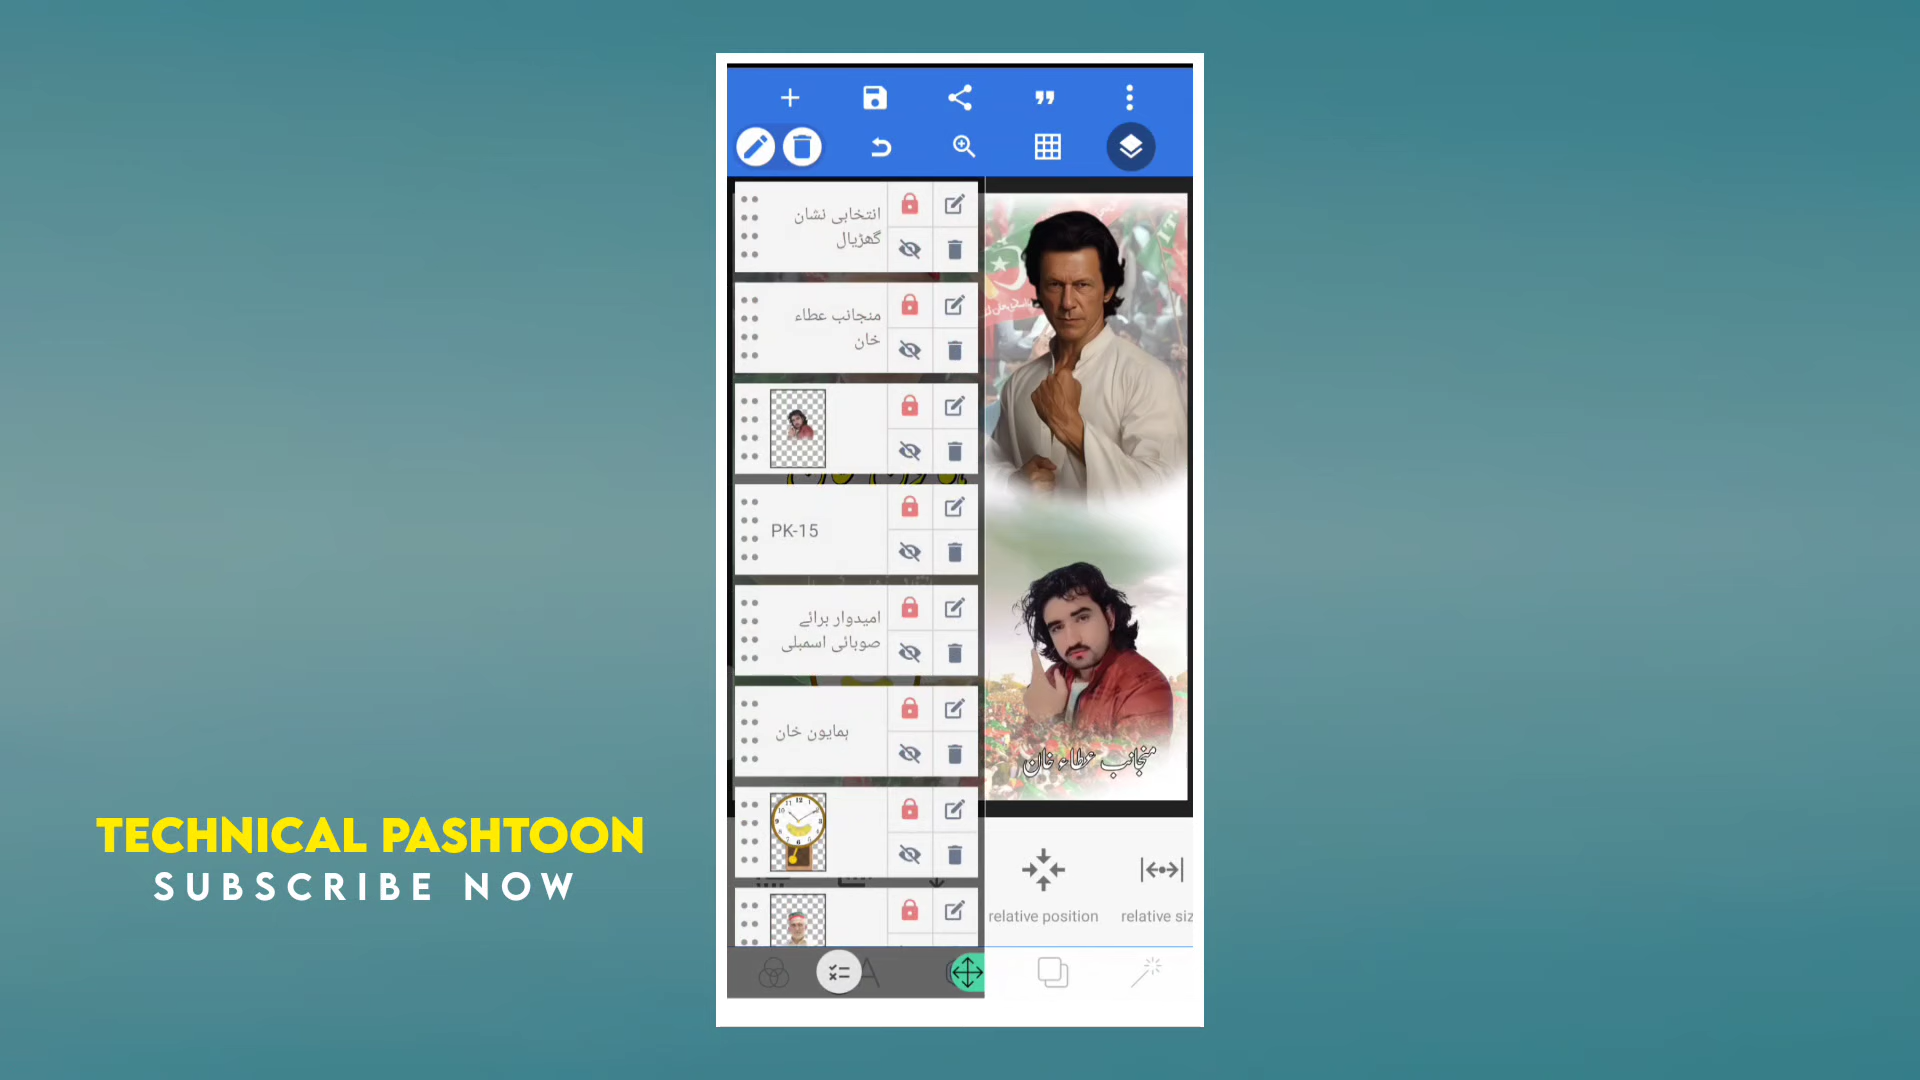 انتخابی نشان
گھڑیال
منجانب عطاء
خان
PK-15
امیدوار برائے
صوبائی اسمبلی
ہمایون خان
منجانب عطاء خان
relative position
relative siz
TECHNICAL PASHTOON
SUBSCRIBE NOW